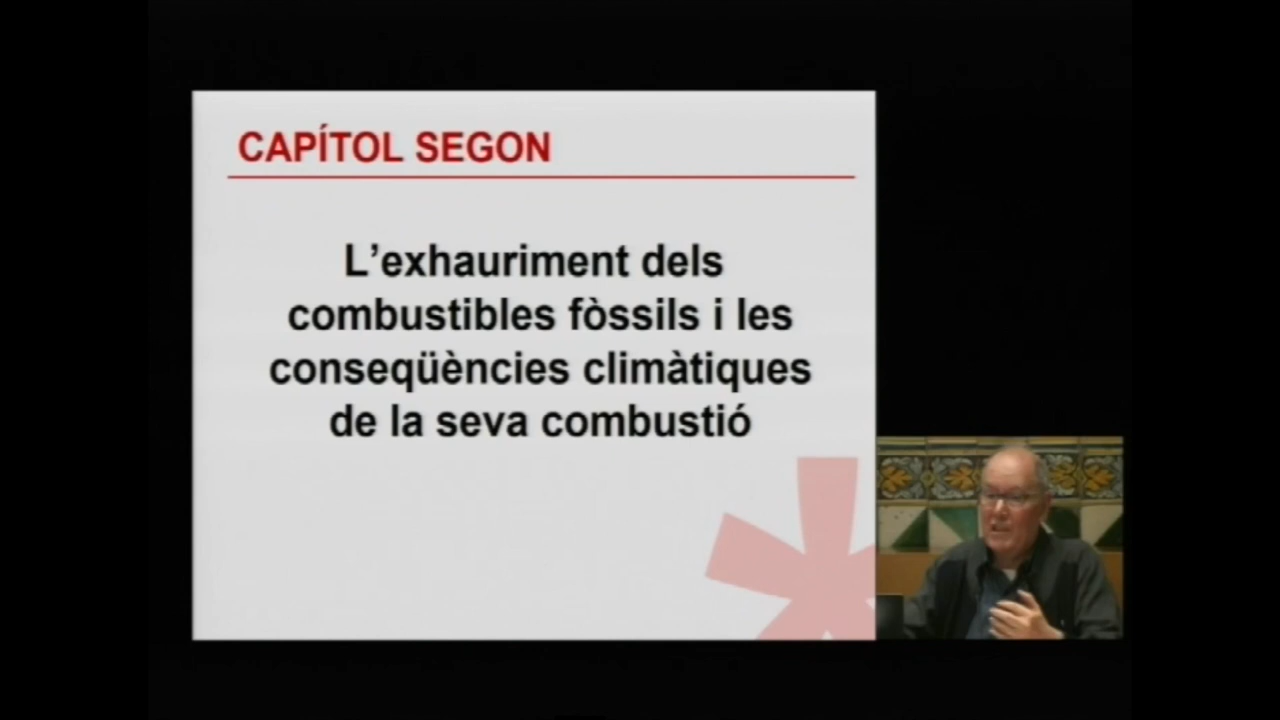 CAPÍTOL SEGON
L’exhauriment dels
combustibles fòssils i les
conseqüències climàtiques
de la seva combustió